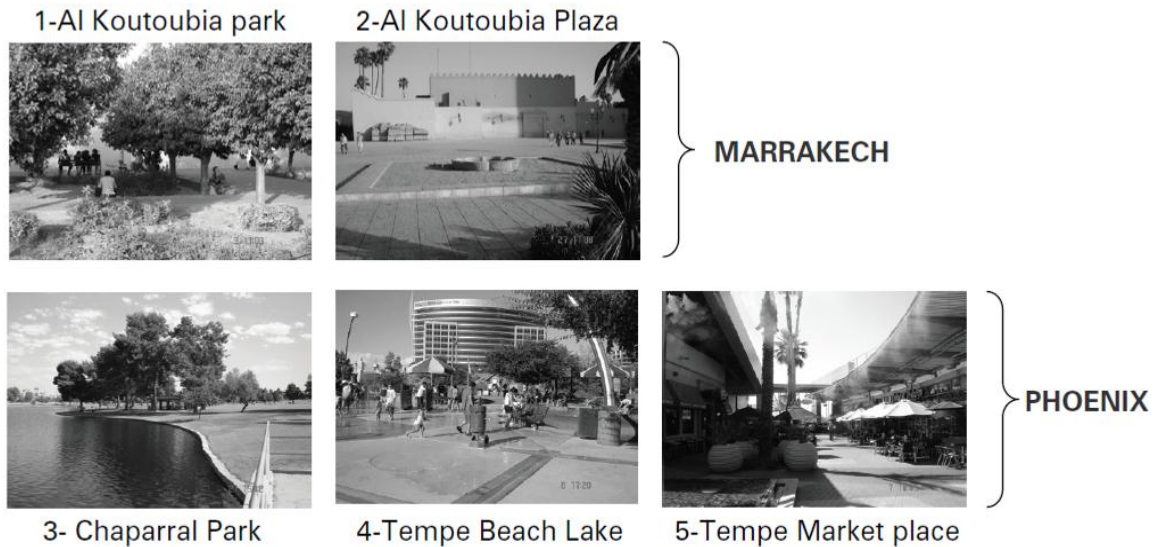 1-Al Koutoubia park
2-Al Koutoubia Plaza
MARRAKECH
3- Chaparral Park
4-Tempe Beach Lake
5-Tempe Market place
PHOENIX